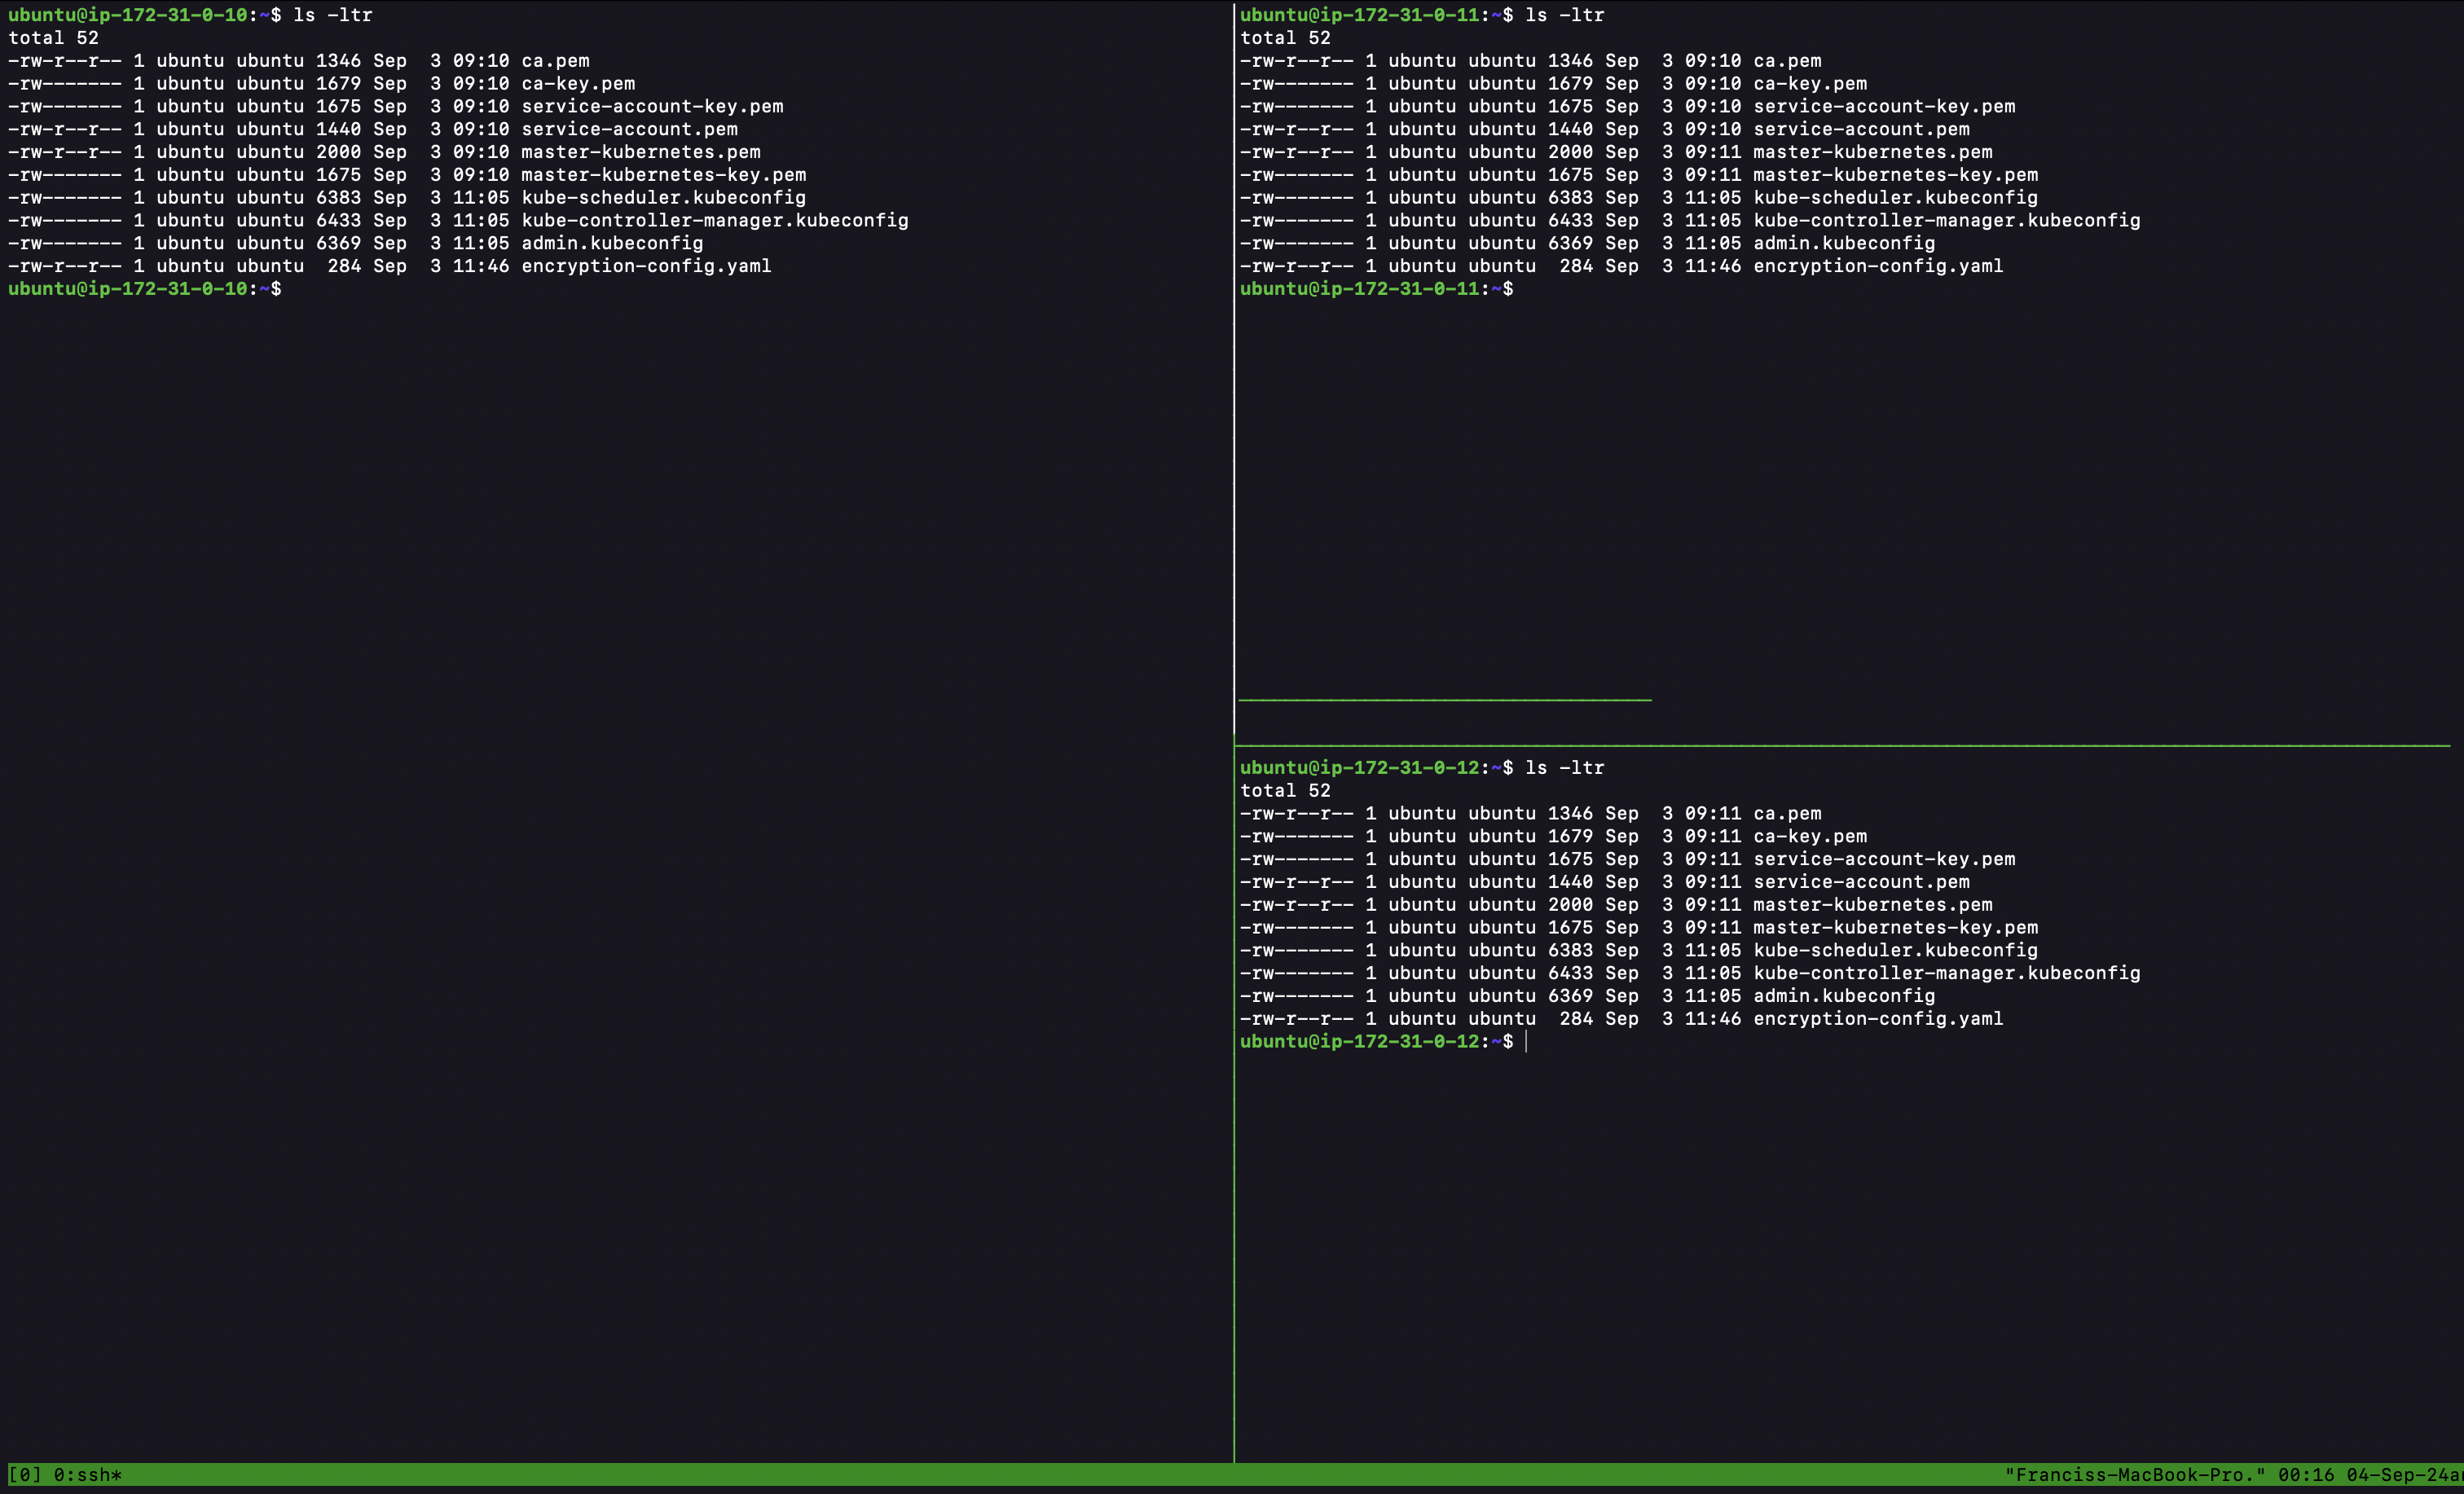 ubuntu@ip-172-31-0-10:~$ ls -ltr
total 52
-rw-r--r-- 1 ubuntu ubuntu 1346 Sep  3 09:10 ca.pem
-rw------- 1 ubuntu ubuntu 1679 Sep  3 09:10 ca-key.pem
-rw------- 1 ubuntu ubuntu 1675 Sep  3 09:10 service-account-key.pem
-rw-r--r-- 1 ubuntu ubuntu 1440 Sep  3 09:10 service-account.pem
-rw-r--r-- 1 ubuntu ubuntu 2000 Sep  3 09:10 master-kubernetes.pem
-rw------- 1 ubuntu ubuntu 1675 Sep  3 09:10 master-kubernetes-key.pem
-rw------- 1 ubuntu ubuntu 6383 Sep  3 11:05 kube-scheduler.kubeconfig
-rw------- 1 ubuntu ubuntu 6433 Sep  3 11:05 kube-controller-manager.kubeconfig
-rw------- 1 ubuntu ubuntu 6369 Sep  3 11:05 admin.kubeconfig
-rw-r--r-- 1 ubuntu ubuntu  284 Sep  3 11:46 encryption-config.yaml
ubuntu@ip-172-31-0-10:~$
ubuntu@ip-172-31-0-11:~$ ls -ltr
total 52
-rw-r--r-- 1 ubuntu ubuntu 1346 Sep  3 09:10 ca.pem
-rw------- 1 ubuntu ubuntu 1679 Sep  3 09:10 ca-key.pem
-rw------- 1 ubuntu ubuntu 1675 Sep  3 09:10 service-account-key.pem
-rw-r--r-- 1 ubuntu ubuntu 1440 Sep  3 09:10 service-account.pem
-rw-r--r-- 1 ubuntu ubuntu 2000 Sep  3 09:11 master-kubernetes.pem
-rw------- 1 ubuntu ubuntu 1675 Sep  3 09:11 master-kubernetes-key.pem
-rw------- 1 ubuntu ubuntu 6383 Sep  3 11:05 kube-scheduler.kubeconfig
-rw------- 1 ubuntu ubuntu 6433 Sep  3 11:05 kube-controller-manager.kubeconfig
-rw------- 1 ubuntu ubuntu 6369 Sep  3 11:05 admin.kubeconfig
-rw-r--r-- 1 ubuntu ubuntu  284 Sep  3 11:46 encryption-config.yaml
ubuntu@ip-172-31-0-11:~$
ubuntu@ip-172-31-0-12:~$ ls -ltr
total 52
-rw-r--r-- 1 ubuntu ubuntu 1346 Sep  3 09:11 ca.pem
-rw------- 1 ubuntu ubuntu 1679 Sep  3 09:11 ca-key.pem
-rw------- 1 ubuntu ubuntu 1675 Sep  3 09:11 service-account-key.pem
-rw-r--r-- 1 ubuntu ubuntu 1440 Sep  3 09:11 service-account.pem
-rw-r--r-- 1 ubuntu ubuntu 2000 Sep  3 09:11 master-kubernetes.pem
-rw------- 1 ubuntu ubuntu 1675 Sep  3 09:11 master-kubernetes-key.pem
-rw------- 1 ubuntu ubuntu 6383 Sep  3 11:05 kube-scheduler.kubeconfig
-rw------- 1 ubuntu ubuntu 6433 Sep  3 11:05 kube-controller-manager.kubeconfig
-rw------- 1 ubuntu ubuntu 6369 Sep  3 11:05 admin.kubeconfig
-rw-r--r-- 1 ubuntu ubuntu  284 Sep  3 11:46 encryption-config.yaml
ubuntu@ip-172-31-0-12:~$
[0] 0:ssh* "Franciss-MacBook-Pro." 00:16 04-Sep-24